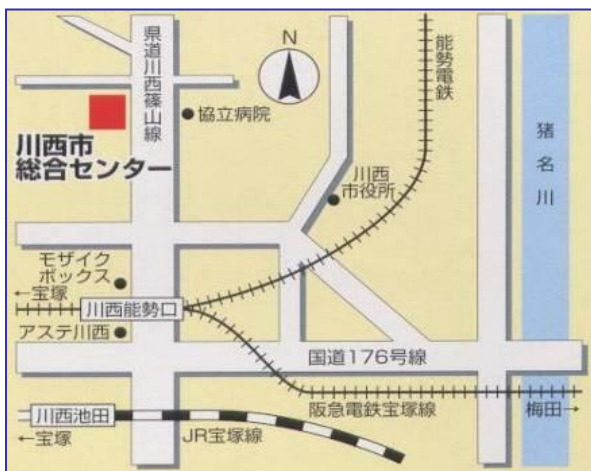 県道川西篠山線
N
能勢電鉄
協立病院
川西市
総合センター
猪名川
川西
市役所
モザイク
ボックス
←宝塚
川西能勢口
アステ川西
国道176号線
阪急電鉄宝塚線
梅田→
川西池田
←宝塚
JR宝塚線